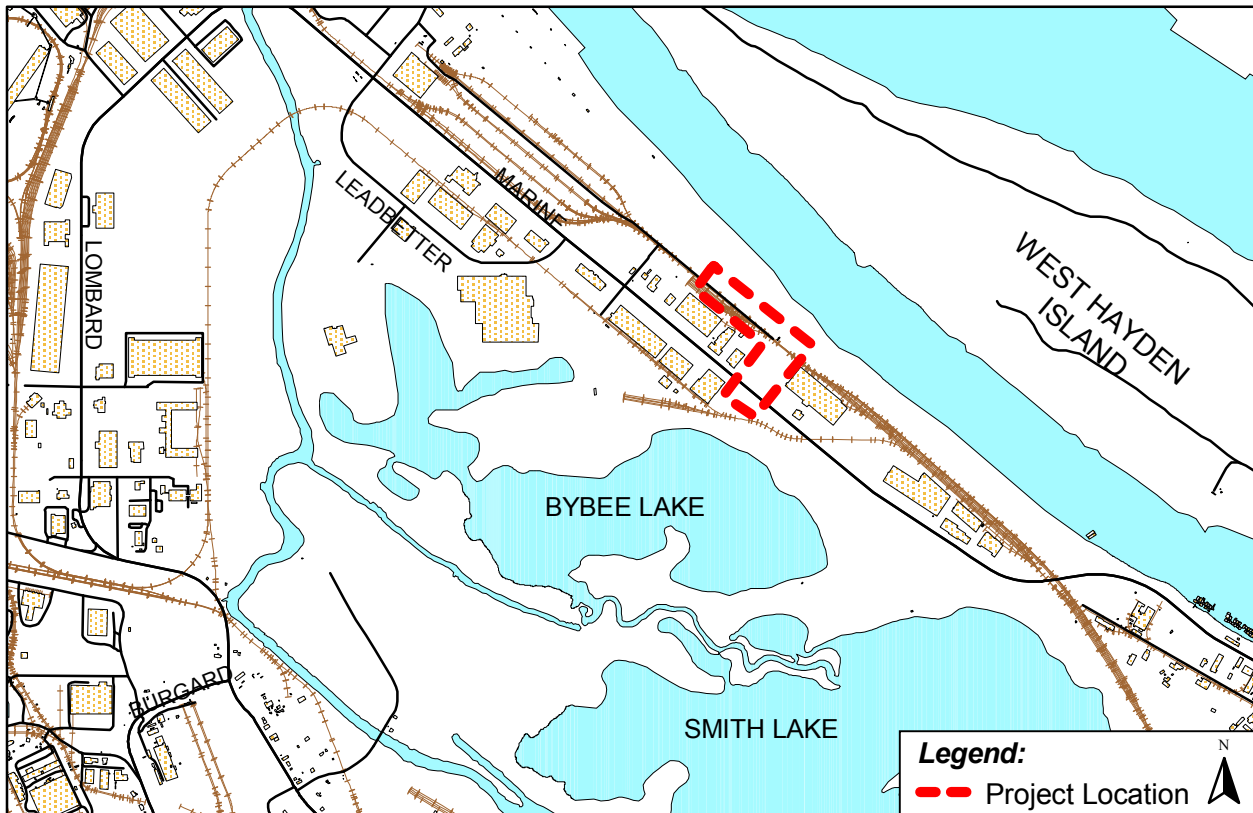 MARINE
LEADBETTER
LOMBARD
WEST HAYDEN
ISLAND
BYBEE LAKE
BURGARD
SMITH LAKE
Legend:
Project Location
N